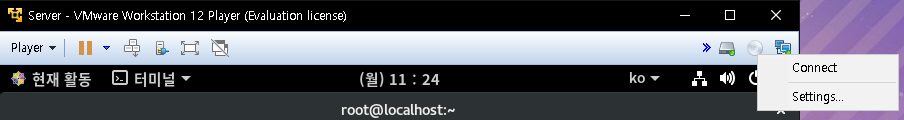 Server - VMware Workstation 12 Player (Evaluation license)
Player
현재 활동 터미널 (월) 11 : 24 ko
Connect
Settings...
root@localhost:~